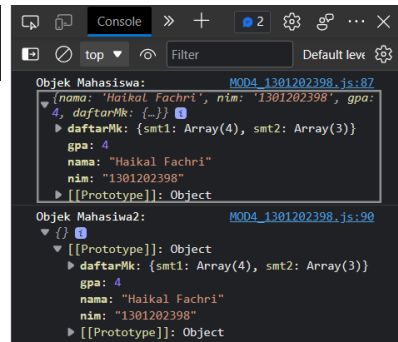 Console » + 2
top ▼ Filter Default leve
Objek Mahasiswa: MOD4_1301202398.js:87
▼ {nama: 'Haikal Fachri', nim: '1301202398', gpa:
4, daftarMk: {…}} i
▶ daftarMk: {smt1: Array(4), smt2: Array(3)}
gpa: 4
nama: "Haikal Fachri"
nim: "1301202398"
▶ [[Prototype]]: Object
Objek Mahasiwa2: MOD4_1301202398.js:90
▼ {} i
▼ [[Prototype]]: Object
▶ daftarMk: {smt1: Array(4), smt2: Array(3)}
gpa: 4
nama: "Haikal Fachri"
nim: "1301202398"
▶ [[Prototype]]: Object